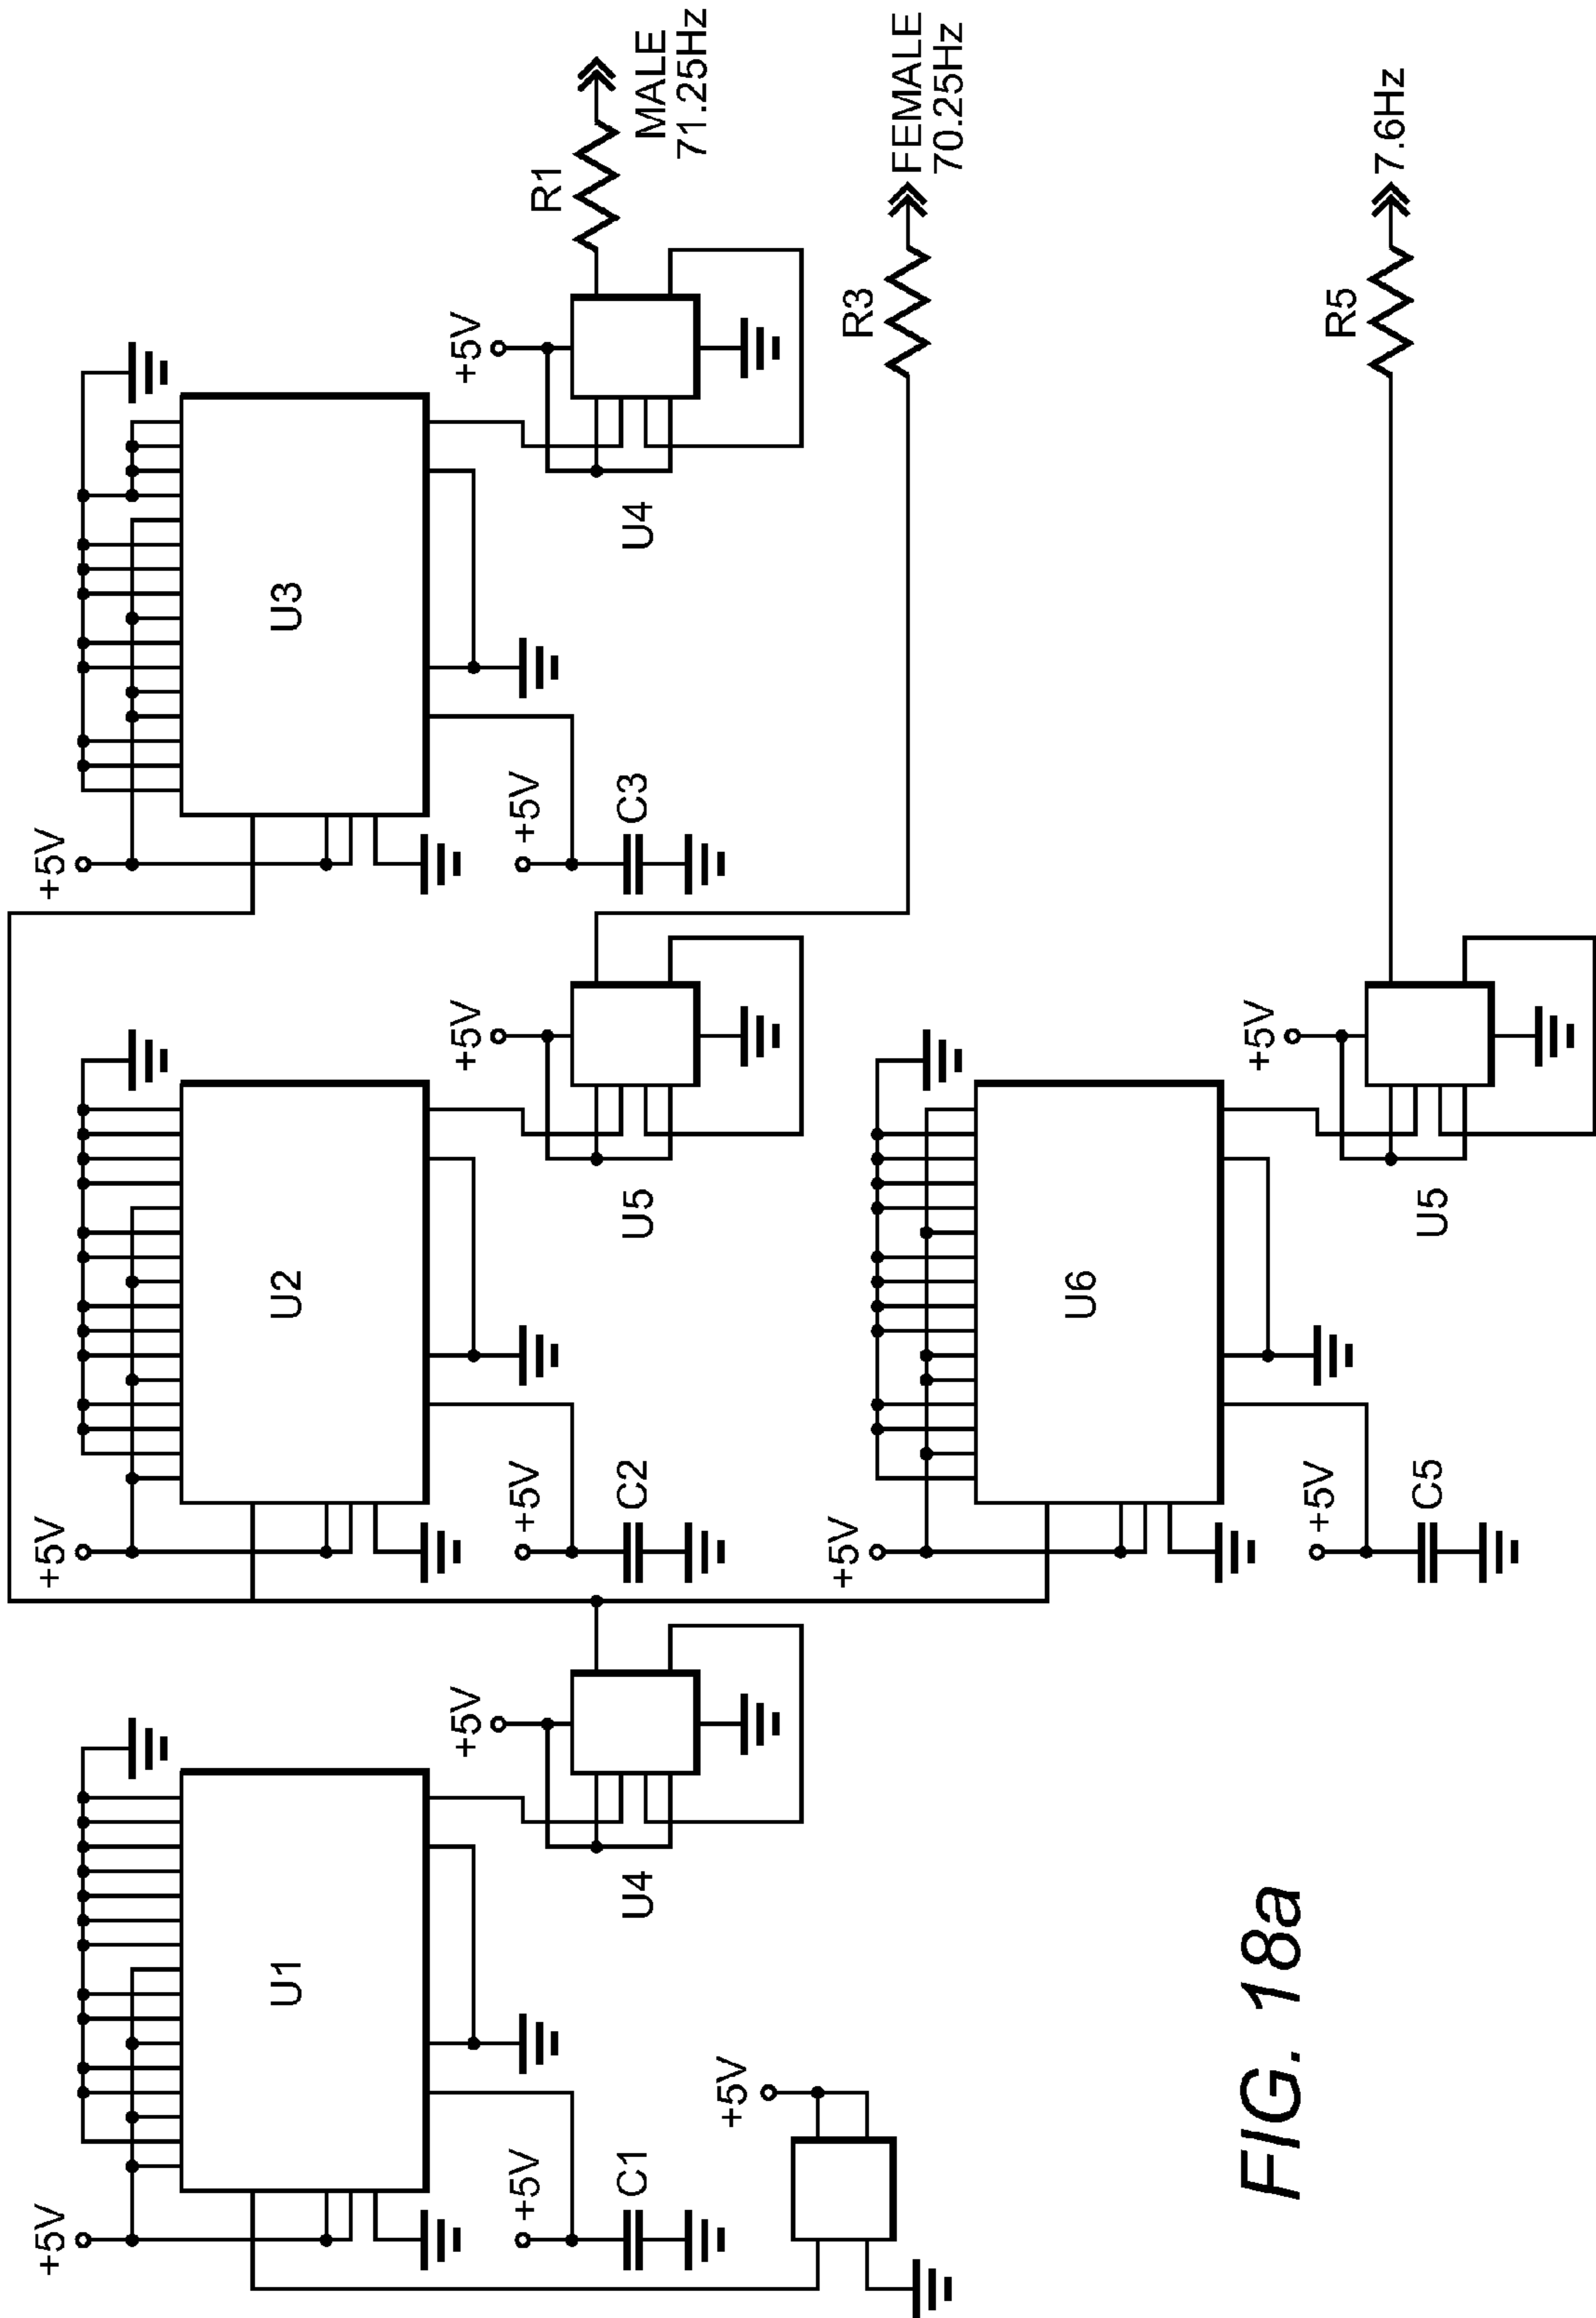 +5V
U1
+5V
C1
+5V
U4
+5V
+5V
U2
+5V
C2
+5V
U5
+5V
U3
+5V
C3
+5V
U4
R1
MALE
71.25Hz
R3
FEMALE
70.25Hz
+5V
U6
+5V
C5
+5V
U5
R5
7.6Hz
FIG. 18a